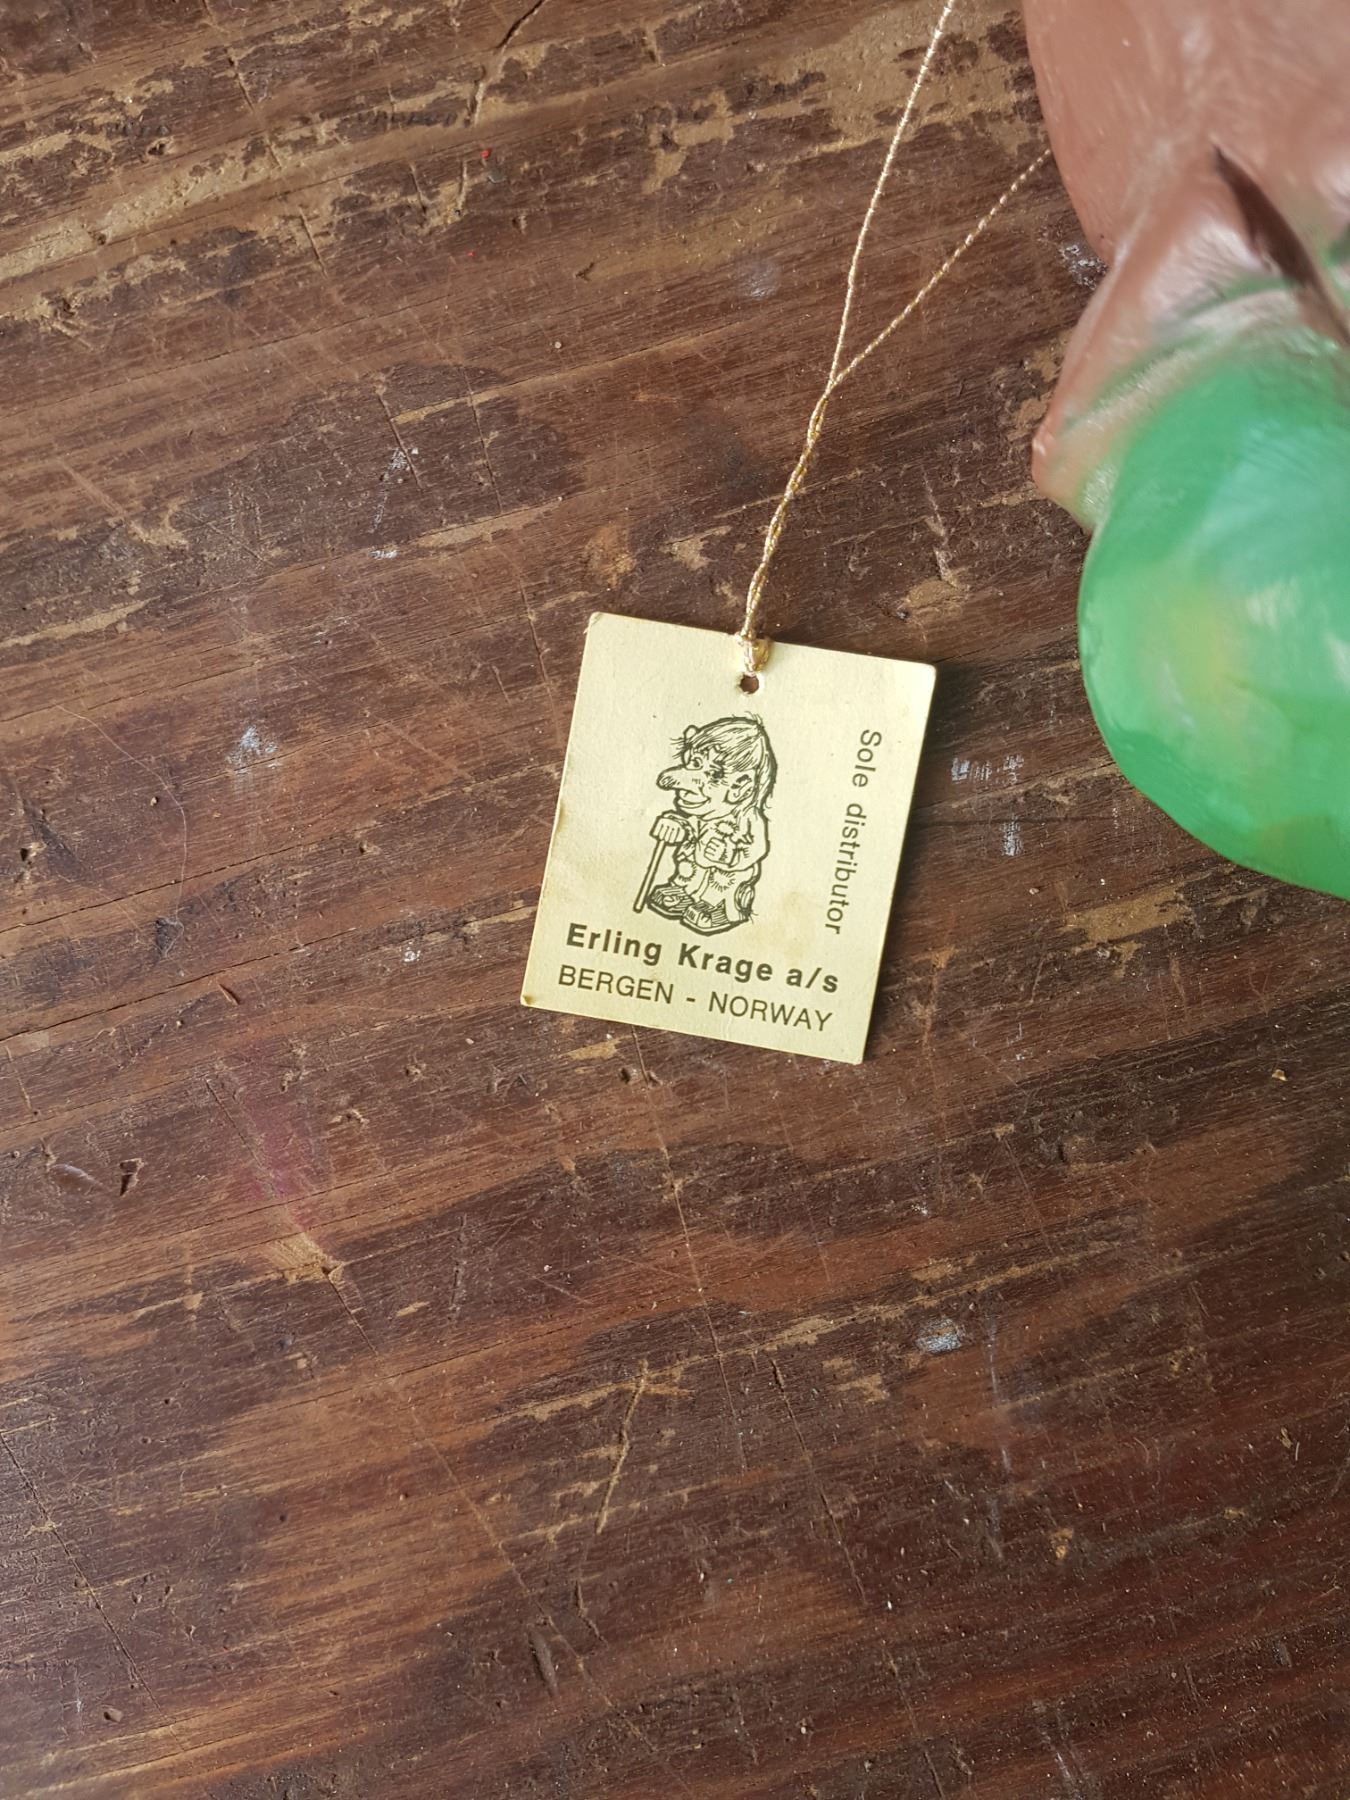 Sole distributor
Erling Krage a/s
BERGEN - NORWAY